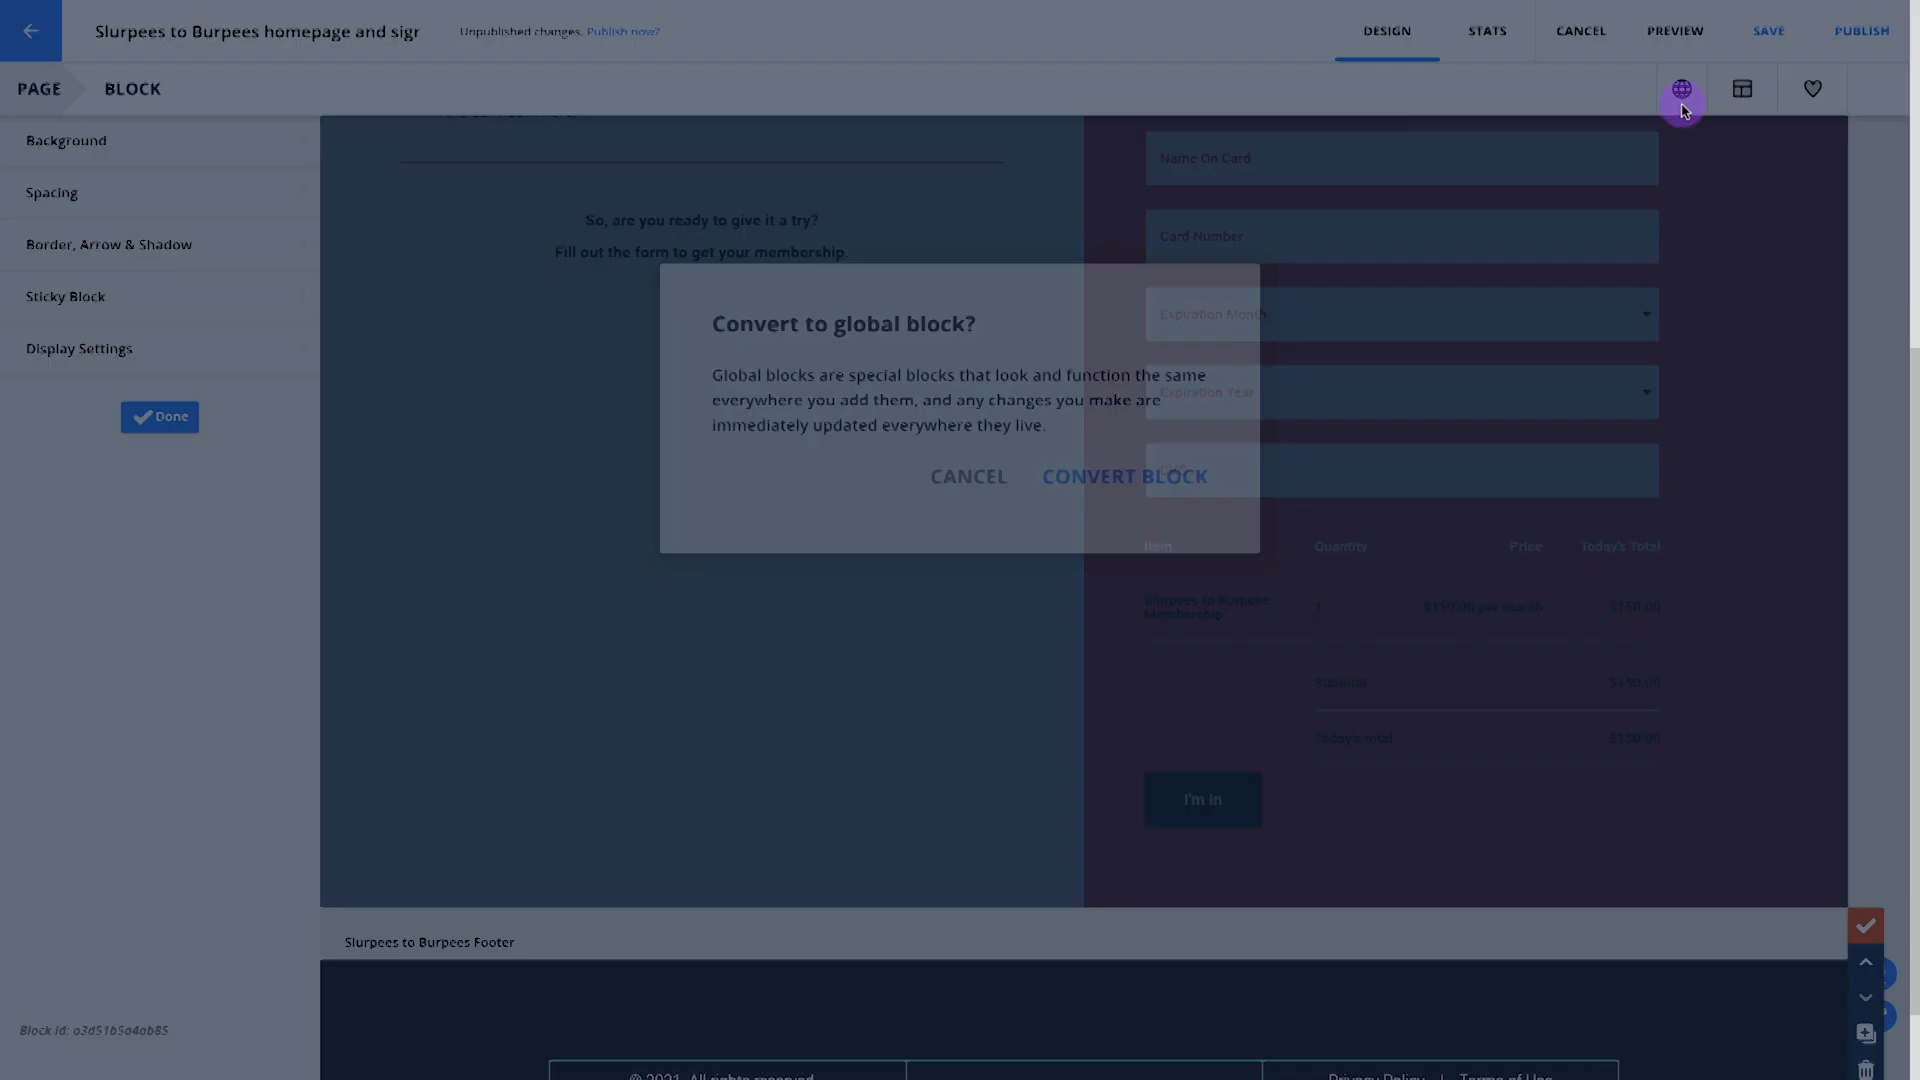 Slurpees to Burpees homepage and sigr
Unpublished changes. Publish now?
DESIGN
STATS
CANCEL
PREVIEW
SAVE
PUBLISH
PAGE
BLOCK
Background
Spacing
Border, Arrow & Shadow
Sticky Block
Display Settings
Done
So, are you ready to give it a try?
Fill out the form to get your membership.
Convert to global block?
Global blocks are special blocks that look and function the same
everywhere you add them, and any changes you make are
immediately updated everywhere they live.
CANCEL
CONVERT BLOCK
Name On Card
Card Number
Expiration Month
Expiration Year
Item
Quantity
Price
Today's Total
Slurpees to Burpees
Membership
1
$150.00 per month
$150.00
Subtotal
$150.00
Today's total
$150.00
I'm In
Slurpees to Burpees Footer
© 2021. All rights reserved
Privacy Policy | Terms of Use
Block Id: o3d51b5o4ob85